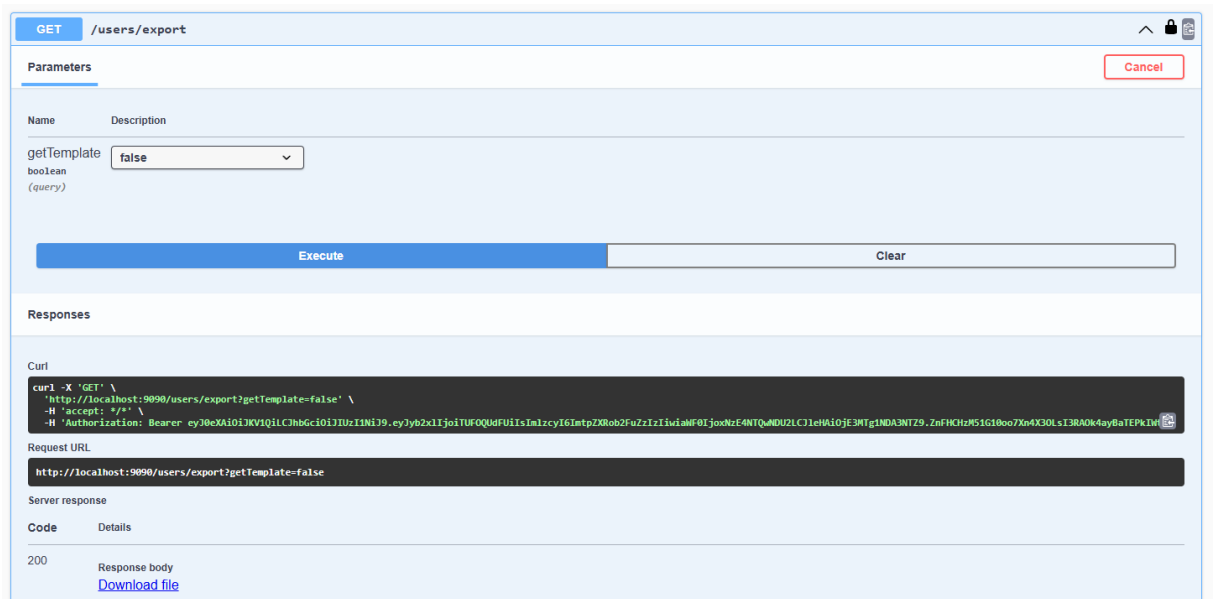 GET /users/export
Parameters
Cancel
Name Description
getTemplate false
boolean
(query)
Execute Clear
Responses
Curl
curl -X 'GET' \
'http://localhost:9090/users/export?getTemplate=false' \
-H 'accept: */*' \
-H 'Authorization: Bearer
Request URL
http://localhost:9090/users/export?getTemplate=false
Server response
Code Details
200
Response body
Download file